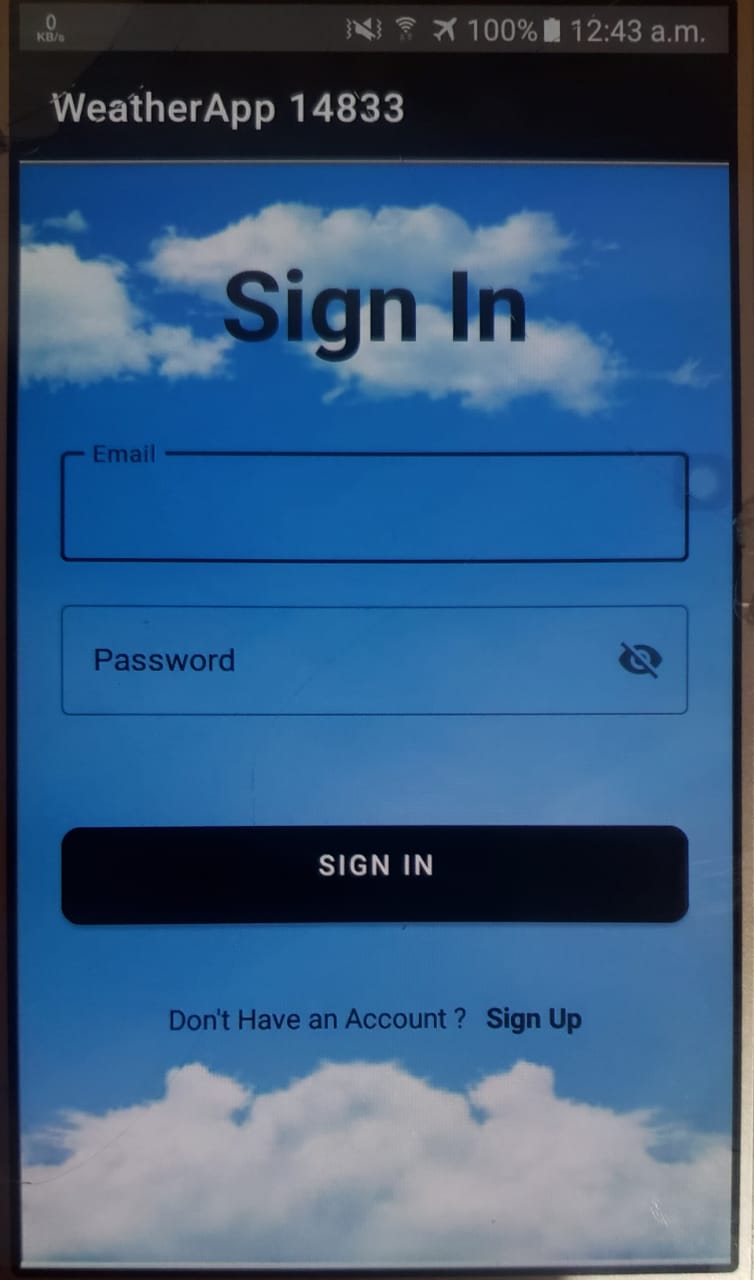 0
KB/s
100% 12:43 a.m.
WeatherApp 14833
Sign In
Email
Password
SIGN IN
Don't Have an Account ? Sign Up